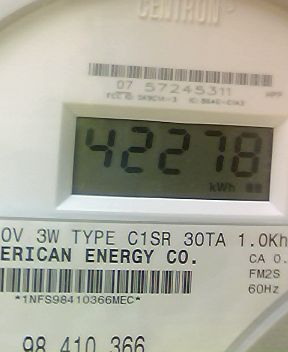 CENTRON
07 57245311
42278
kWh
0V 3W TYPE C1SR 30TA 1.0Kh
ERICAN ENERGY CO.
CA 0.
FM2S
60Hz
*1NFS98410366MEC*
98 410 366